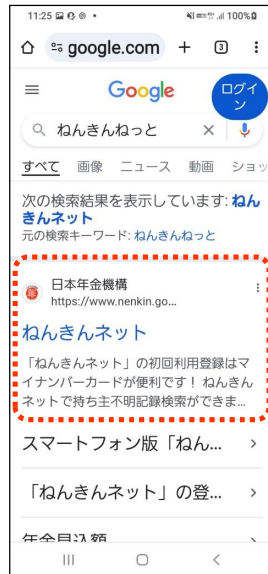 11:25
100%
google.com
3
Google
ログイ
ン
ねんきんねっと
すべて 画像 ニュース 動画 ショッ
次の検索結果を表示しています: ねん
きんネット
元の検索キーワード: ねんきんねっと
日本年金機構
https://www.nenkin.go...
ねんきんネット
「ねんきんネット」の初回利用登録はマ
イナンバーカードが便利です！ ねんきん
ネットで持ち主不明記録検索ができま...
スマートフォン版「ねん...
「ねんきんネット」の登...
年金見込額